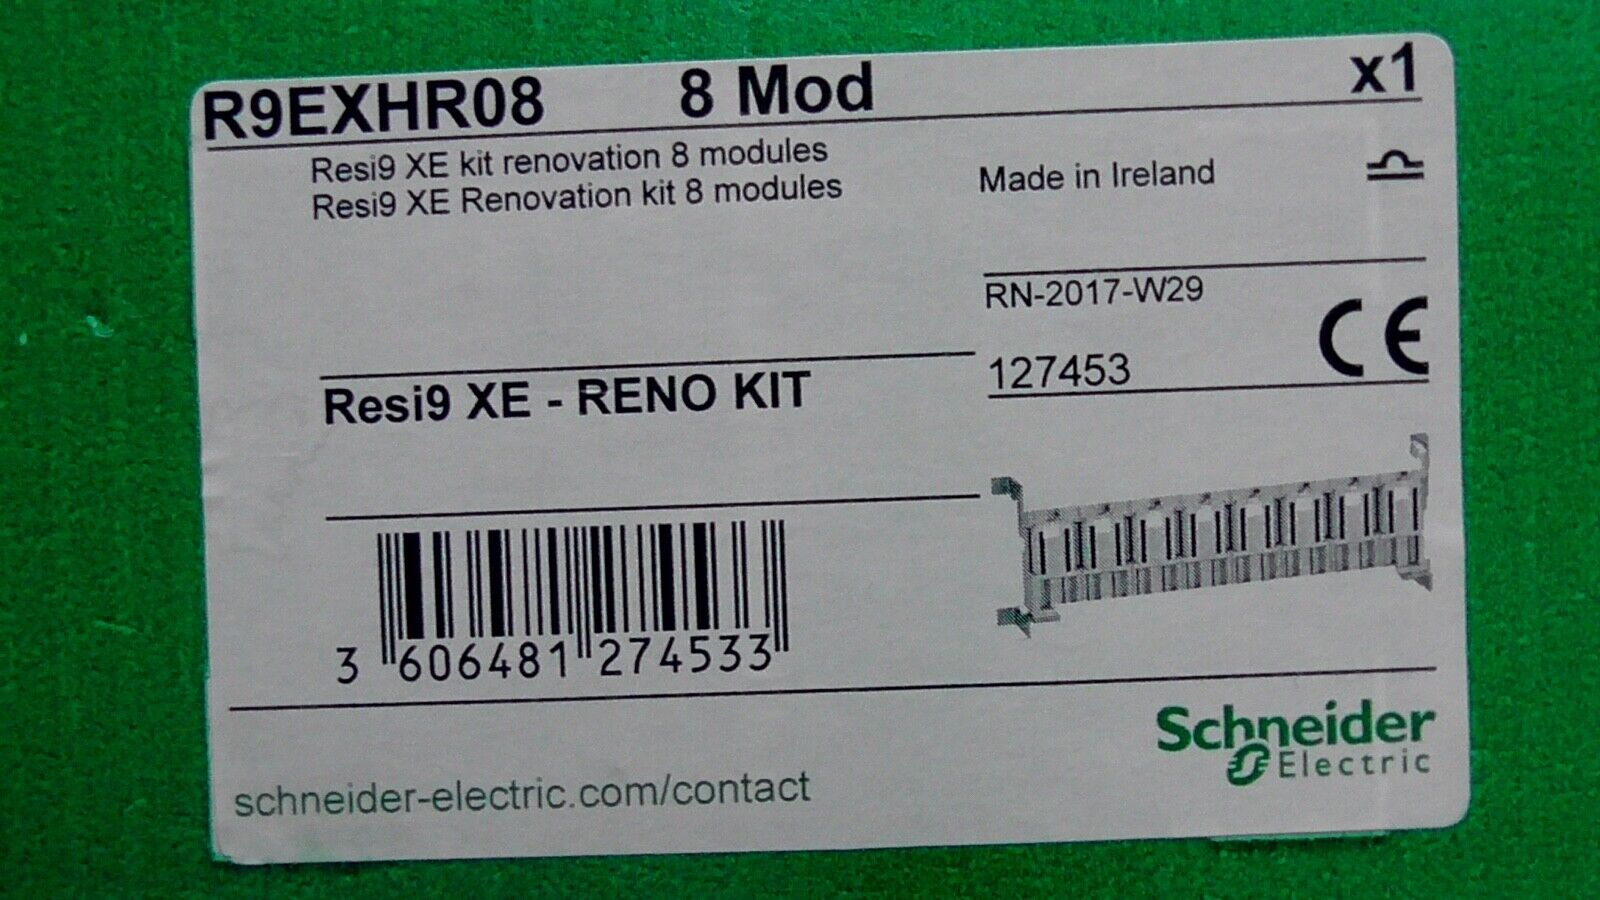 R9EXHR08 8 Mod x1
Resi9 XE kit renovation 8 modules
Resi9 XE Renovation kit 8 modules
Made in Ireland
RN-2017-W29
127453
CE
Resi9 XE - RENO KIT
3 606481 274533
Schneider
Electric
schneider-electric.com/contact